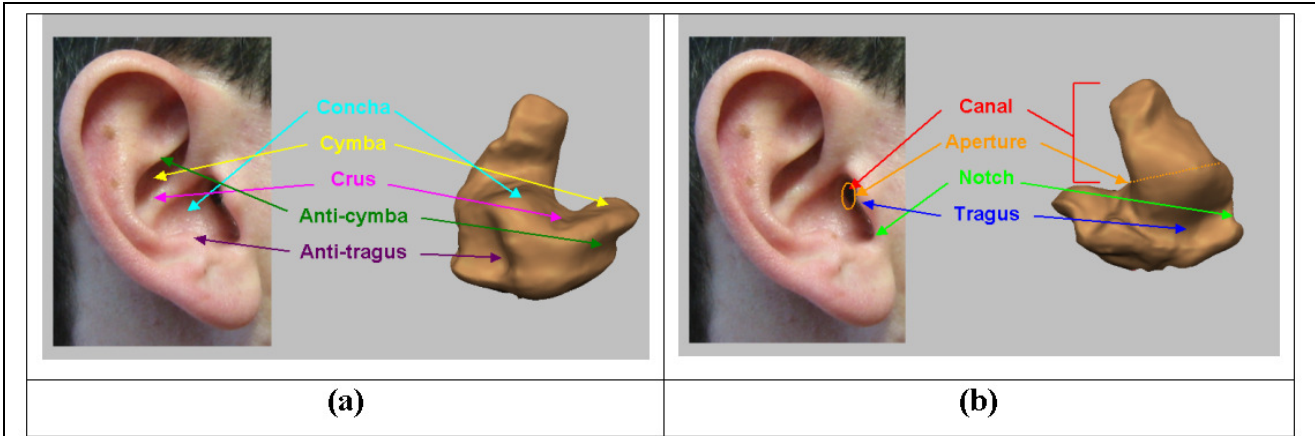 Concha
Cymba
Crus
Anti-cymba
Anti-tragus
Canal
Aperture
Notch
Tragus
(a)
(b)